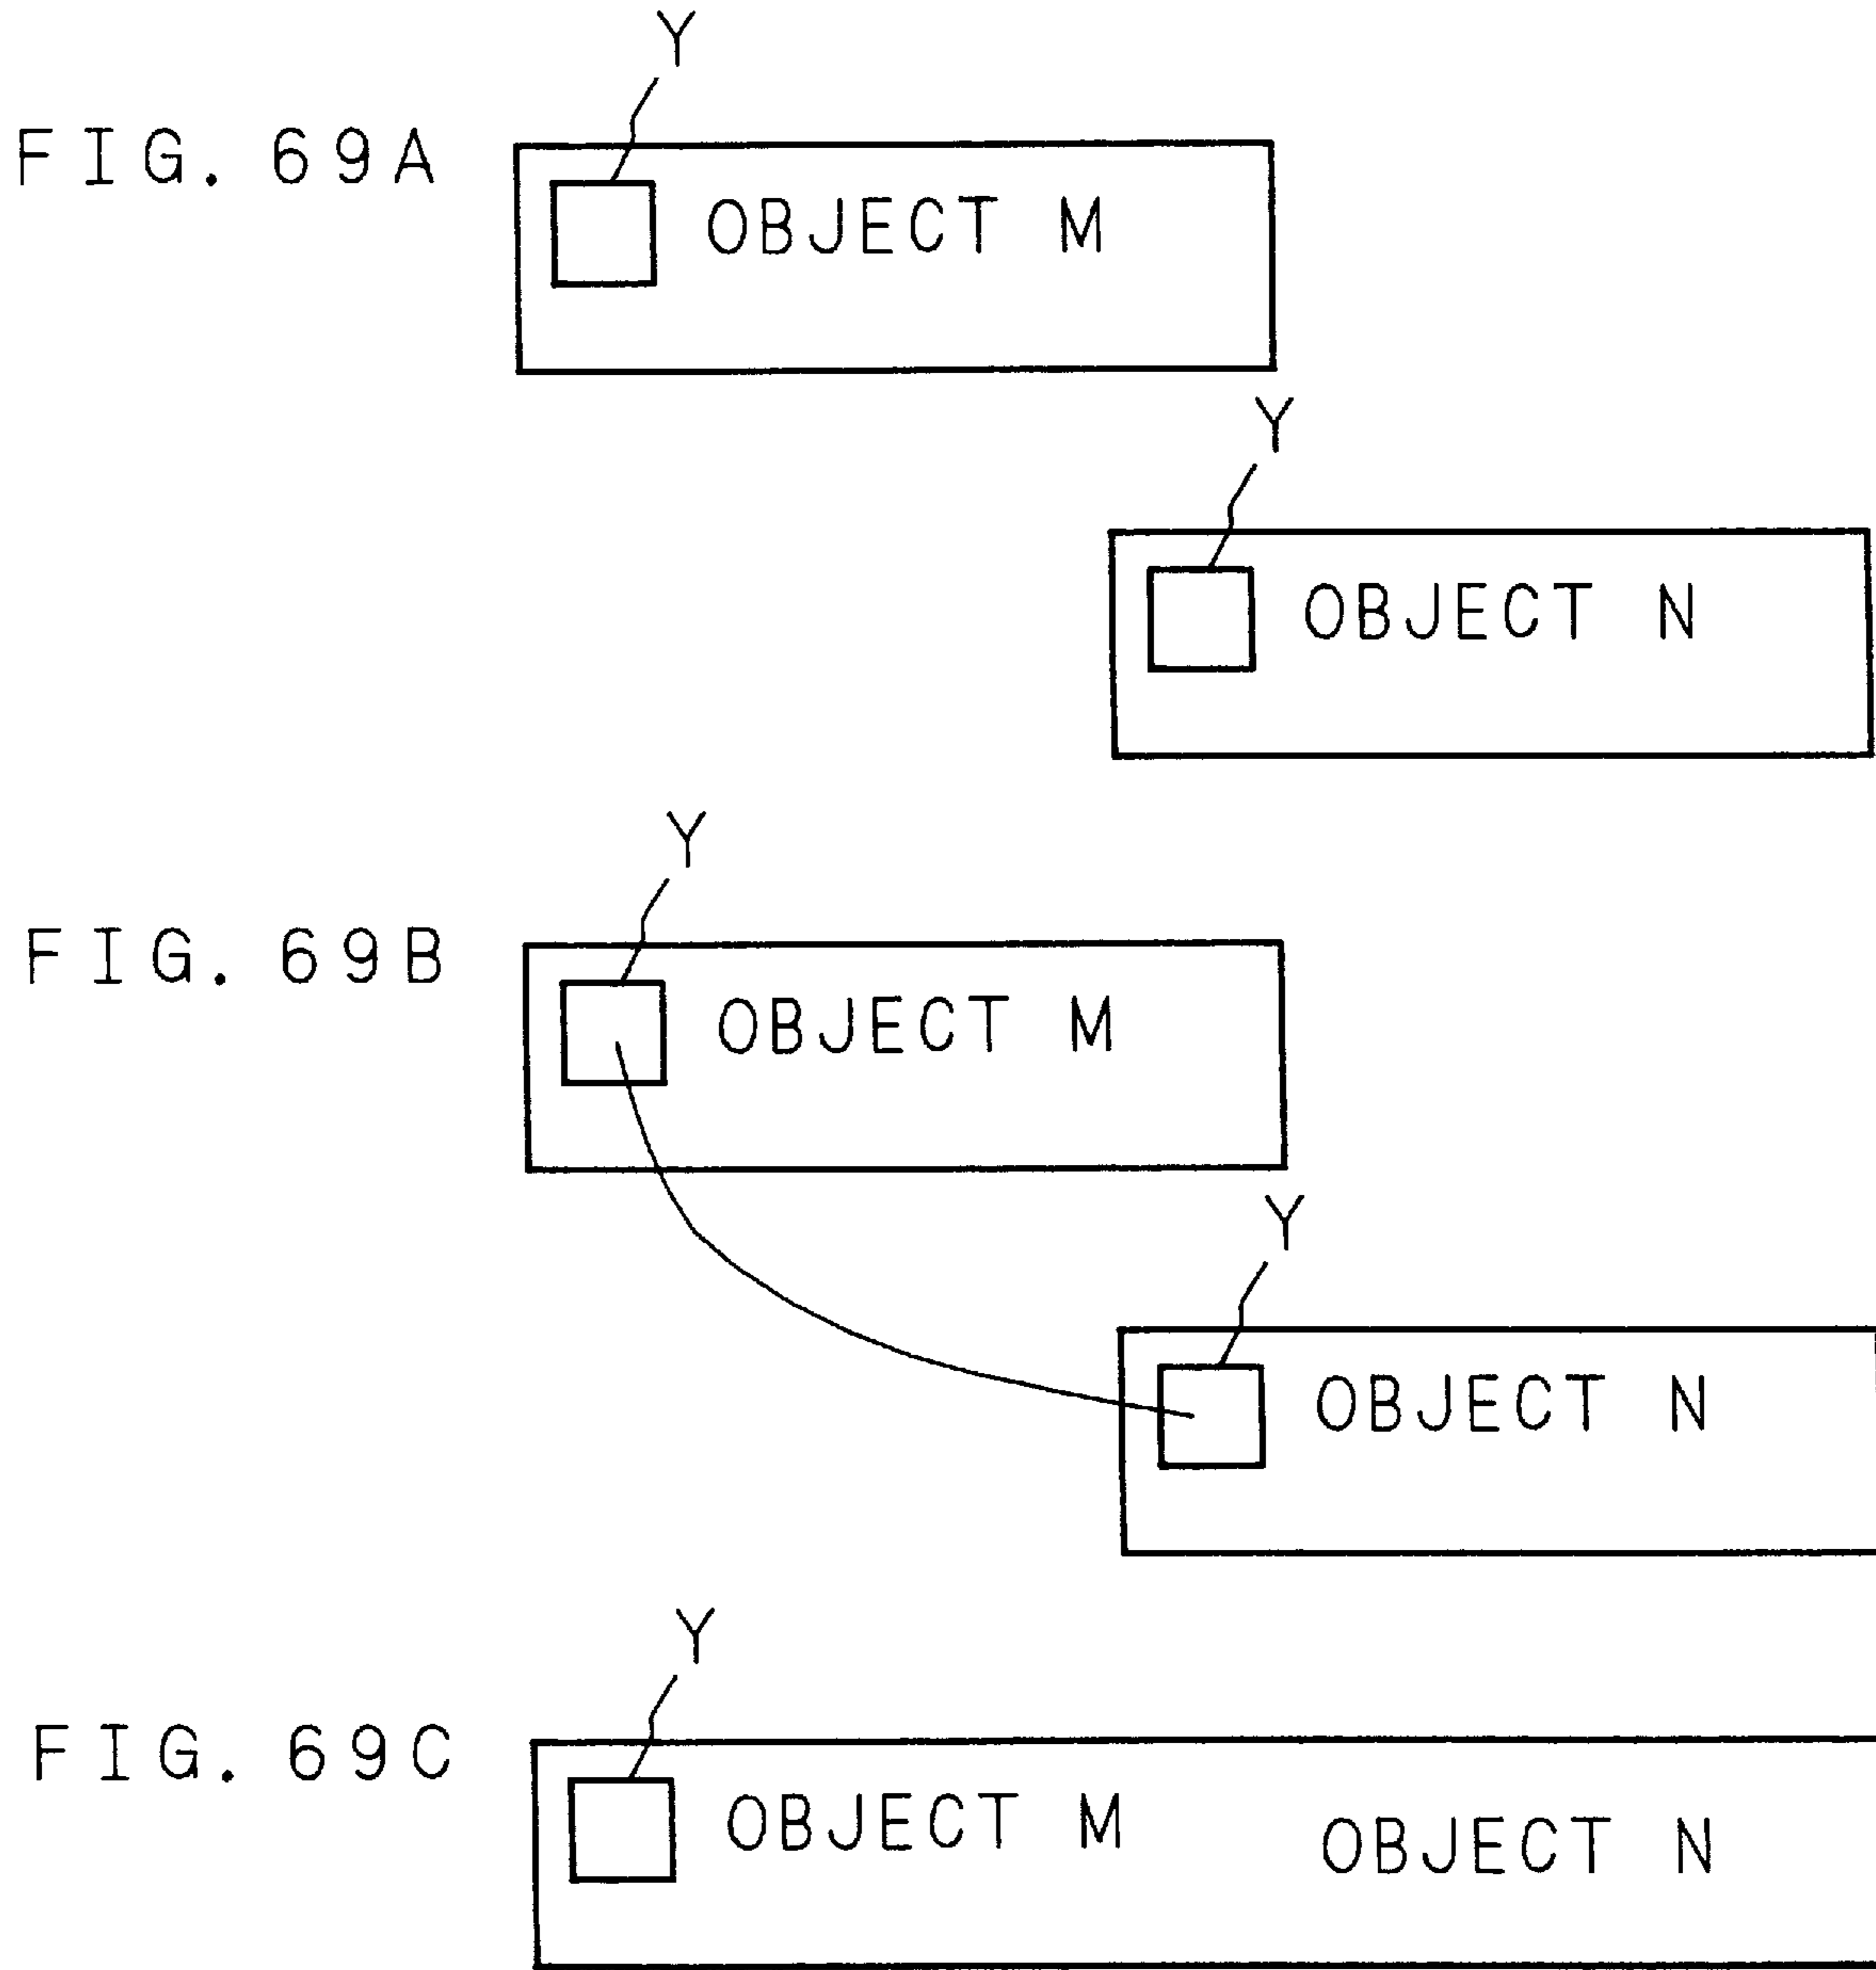 Y
FIG. 69A
OBJECT M
Y
OBJECT N
Y
FIG. 69B
OBJECT M
Y
OBJECT N
Y
FIG. 69C
OBJECT M OBJECT N